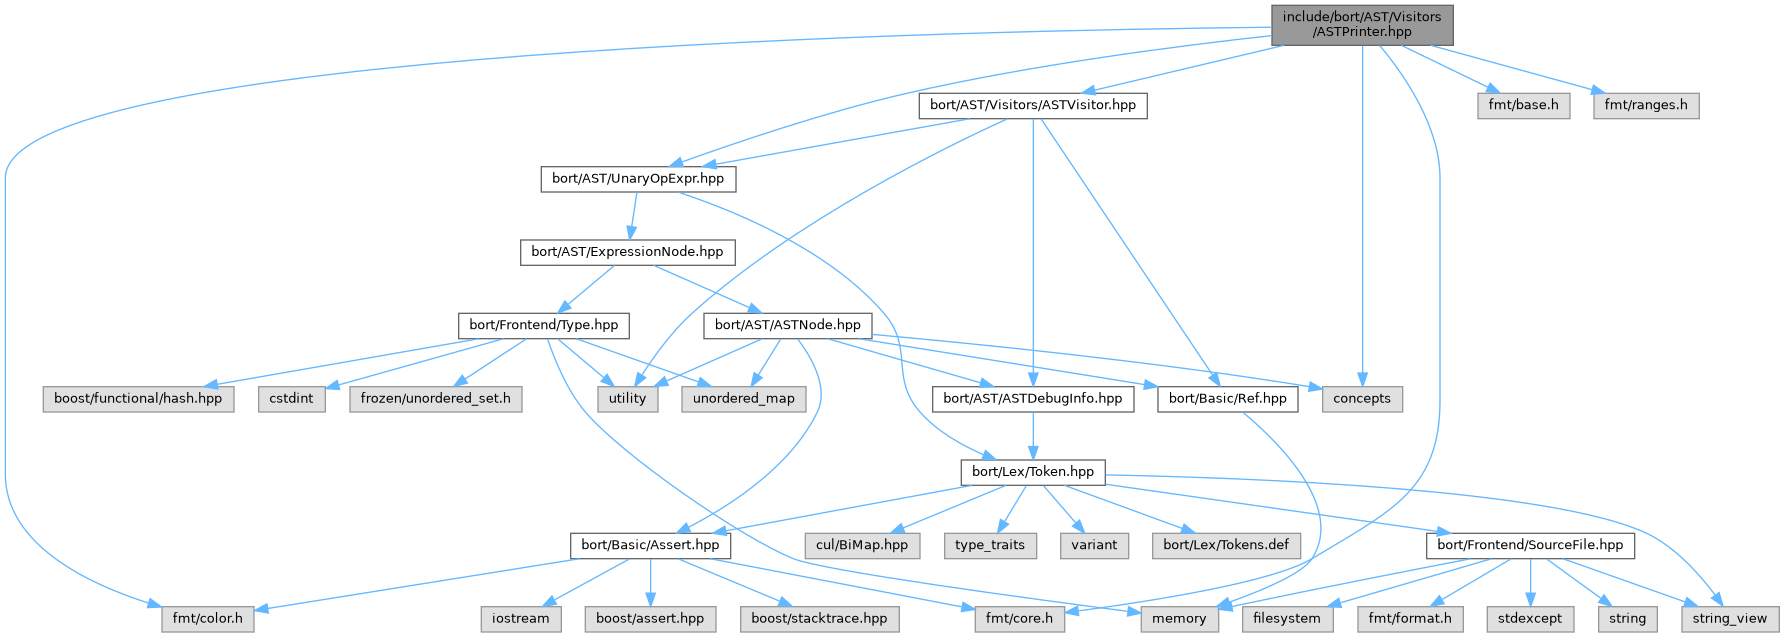 include/bort/AST/Visitors
/ASTPrinter.hpp
bort/AST/Visitors/ASTVisitor.hpp
fmt/base.h
fmt/ranges.h
bort/AST/UnaryOpExpr.hpp
bort/AST/ExpressionNode.hpp
bort/Frontend/Type.hpp
bort/AST/ASTNode.hpp
boost/functional/hash.hpp
cstdint
frozen/unordered_set.h
utility
unordered_map
bort/AST/ASTDebugInfo.hpp
bort/Basic/Ref.hpp
concepts
bort/Lex/Token.hpp
bort/Basic/Assert.hpp
cul/BiMap.hpp
type_traits
variant
bort/Lex/Tokens.def
bort/Frontend/SourceFile.hpp
fmt/color.h
iostream
boost/assert.hpp
boost/stacktrace.hpp
fmt/core.h
memory
filesystem
fmt/format.h
stdexcept
string
string_view